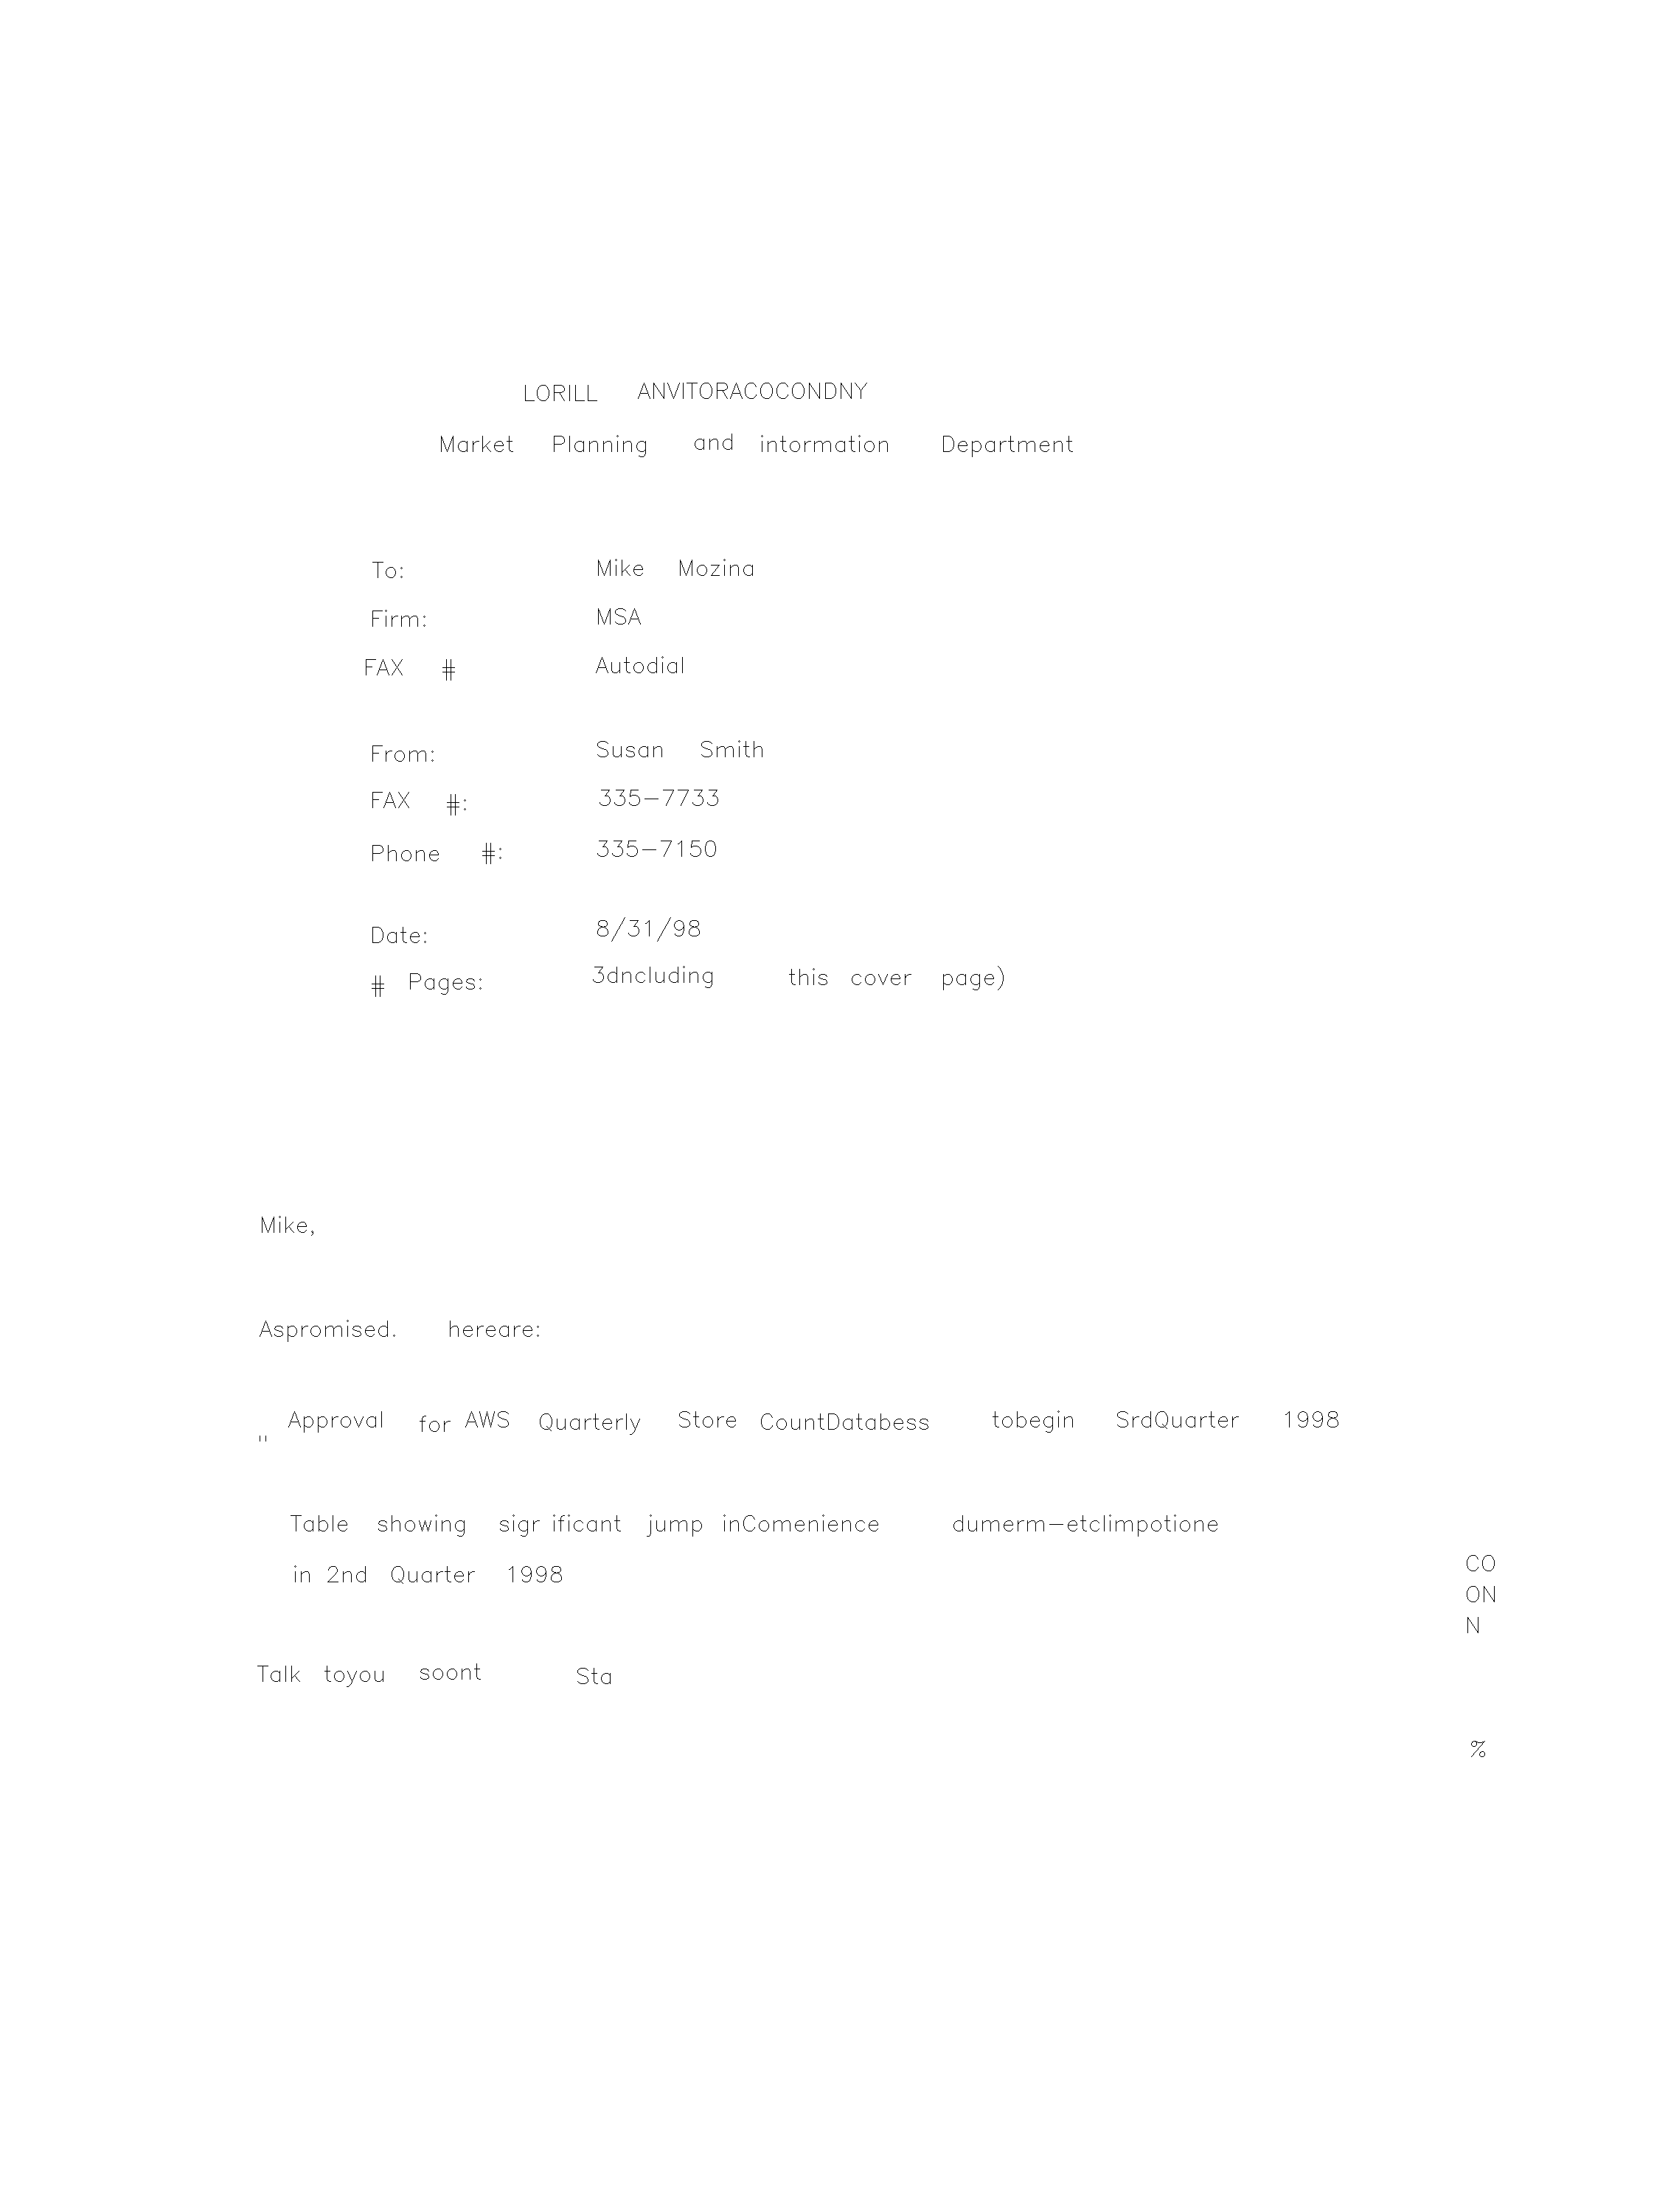 LORILL ANVITORACOCONDNY
Market Planning and intormation Department
To: Mike Mozina
Firm: MSA
FAX # Autodial
From: Susan Smith
FAX #: 335-7733
Phone #: 335-7150
Date: 8/31/98
# Pages: 3dncluding this cover page)
Mike,
Aspromised. hereare:
" Approval for AWS Quarterly Store CountDatabess tobegin SrdQuarter 1998
Table showing sigr ificant jump inComenience dumerm-etclimpotione
in 2nd Quarter 1998
CO
ON
N
Talk toyou soont Sta
%